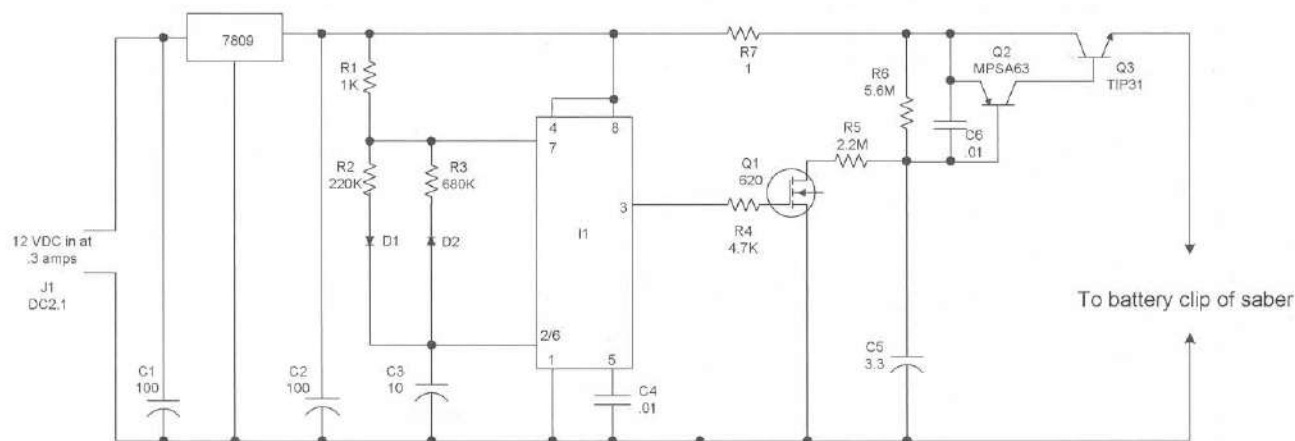 7809
R1
1K
R2
220K
R3
680K
D1
D2
4
8
7
3
I1
2/6
1
5
R7
1
R6
5.6M
Q2
MPSA63
Q3
TIP31
C6
.01
R5
2.2M
Q1
620
R4
4.7K
12 VDC in at
.3 amps
J1
DC2.1
To battery clip of saber
C1
100
C2
100
C3
10
C4
.01
C5
3.3